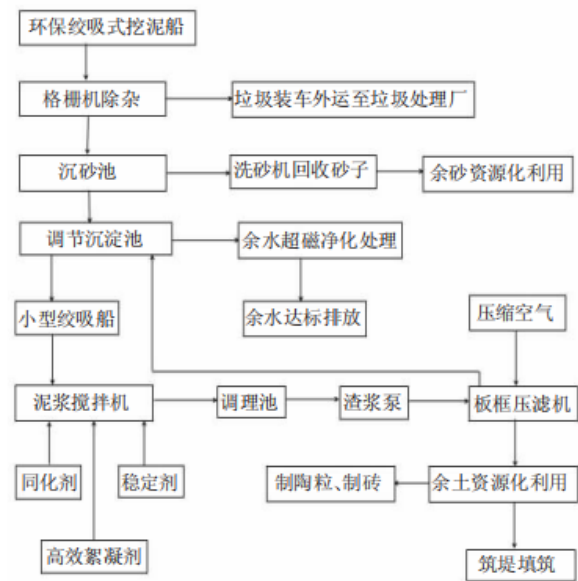 环保绞吸式挖泥船
格栅机除杂
垃圾装车外运至垃圾处理厂
沉砂池
洗砂机回收砂子
余砂资源化利用
调节沉淀池
余水超磁净化处理
小型绞吸船
余水达标排放
压缩空气
泥浆搅拌机
调理池
渣浆泵
板框压滤机
同化剂
稳定剂
制陶粒、制砖
余土资源化利用
高效絮凝剂
筑堤填筑